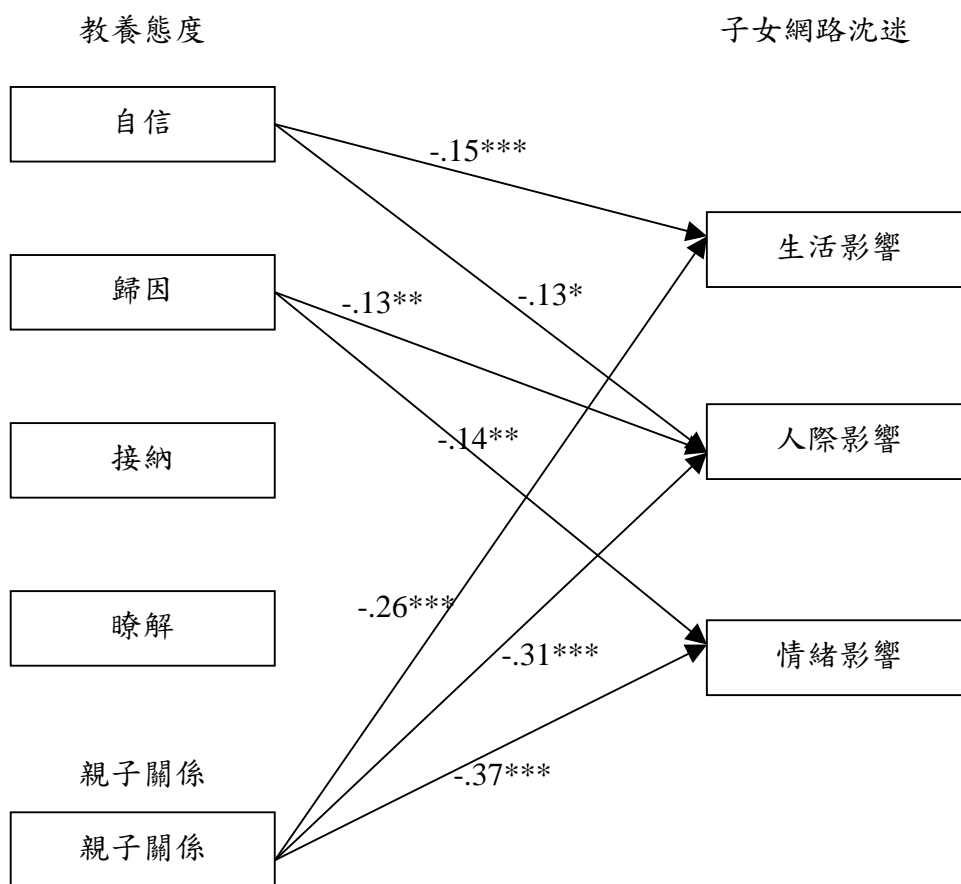 教養態度
子女網路沈迷
自信
-.15***
生活影響
歸因
-.13**
-.13*
接納
-.14**
人際影響
瞭解
-.26***
-.31***
情緒影響
親子關係
-.37***
親子關係